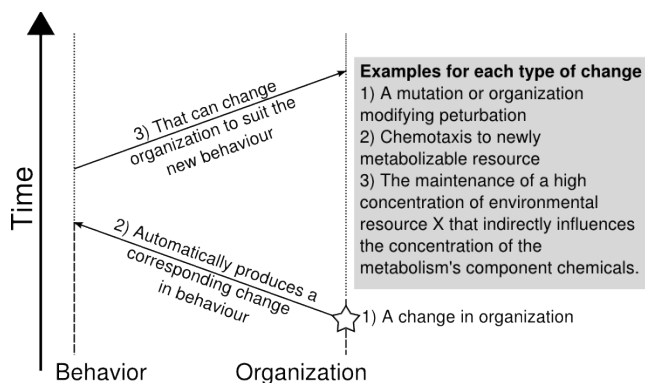 Time
3) That can change
organization to suit the
new behaviour
2) Automatically produces a
corresponding change
in behaviour
1) A change in organization
Behavior
Organization
Examples for each type of change
1) A mutation or organization
modifying peturbation
2) Chemotaxis to newly
metabolizable resource
3) The maintenance of a high
concentration of environmental
resource X that indirectly influences
the concentration of the
metabolism's component chemicals.